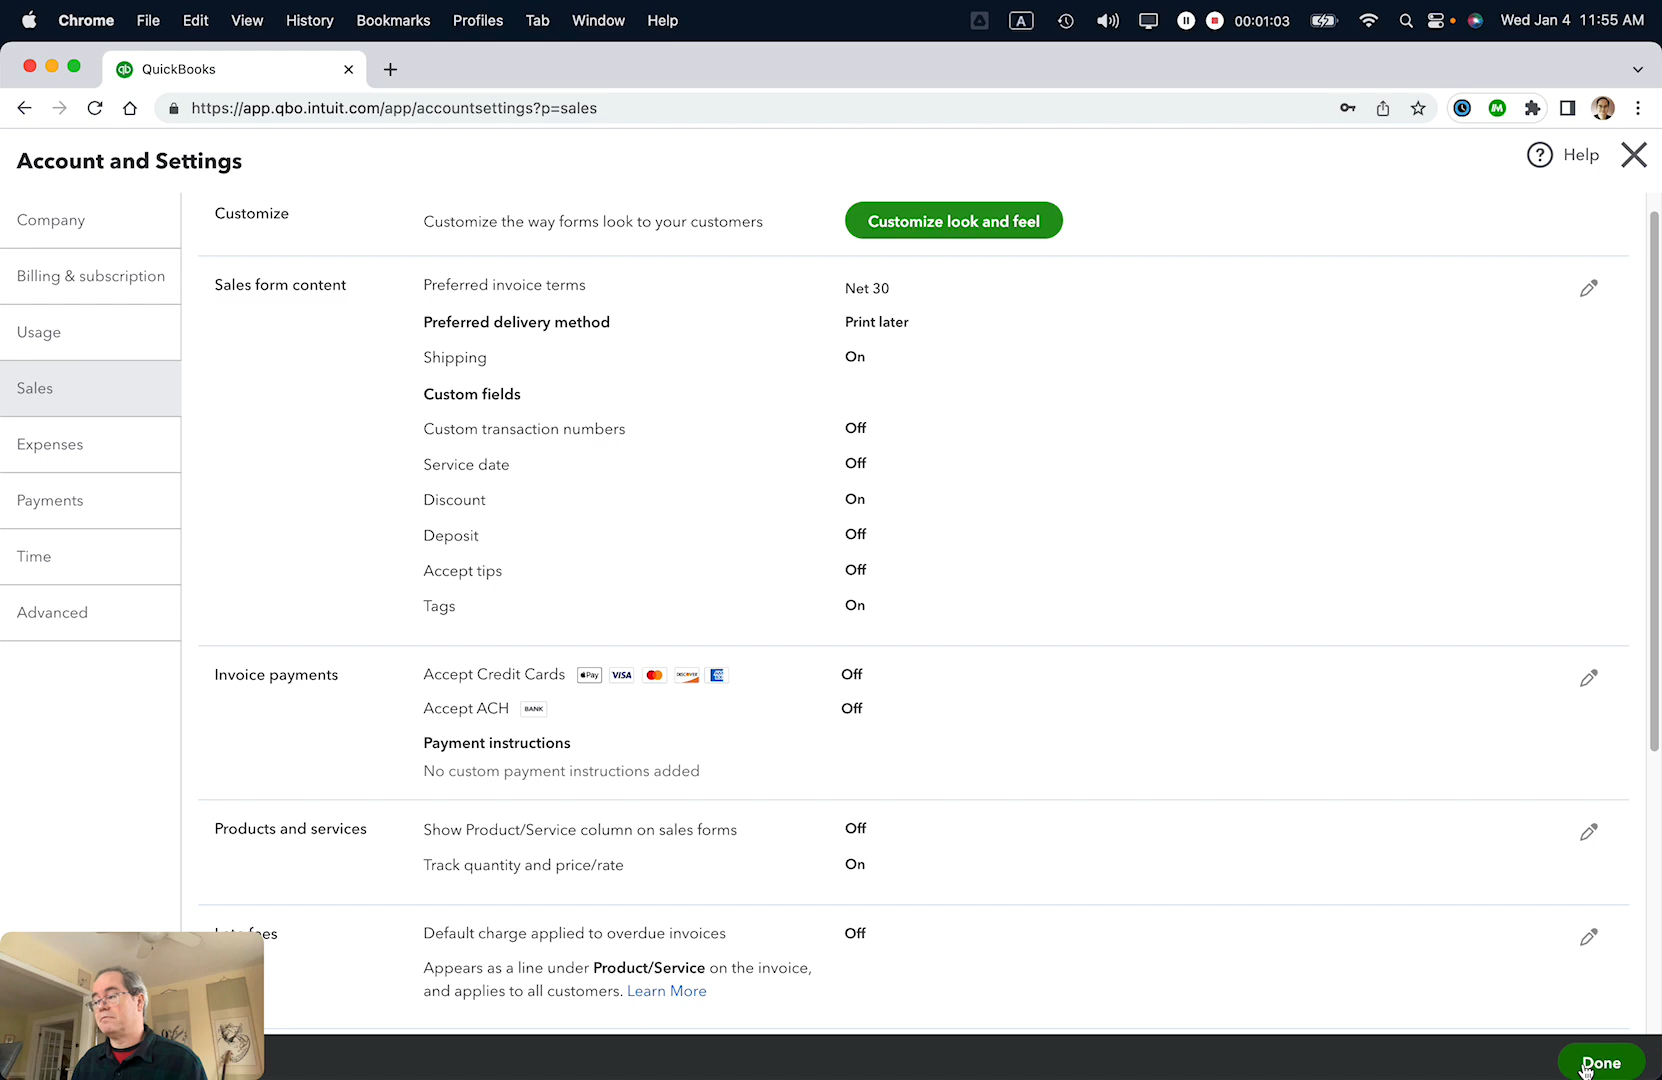 Chrome File Edit View History Bookmarks Profiles Tab Window Help A 00:01:03 Wed Jan 4 11:55 AM
qb QuickBooks
https://app.qbo.intuit.com/app/accountsettings?p=sales
Account and Settings
? Help
Company
Billing & subscription
Usage
Sales
Expenses
Payments
Time
Advanced
Customize Customize the way forms look to your customers Customize look and feel
Sales form content Preferred invoice terms Net 30
Preferred delivery method Print later
Shipping On
Custom fields
Custom transaction numbers Off
Service date Off
Discount On
Deposit Off
Accept tips Off
Tags On
Invoice payments Accept Credit Cards Pay VISA DISCOVER Off
Accept ACH BANK Off
Payment instructions
No custom payment instructions added
Products and services Show Product/Service column on sales forms Off
Track quantity and price/rate On
Late fees Default charge applied to overdue invoices Off
Appears as a line under Product/Service on the invoice,
and applies to all customers. Learn More
Done